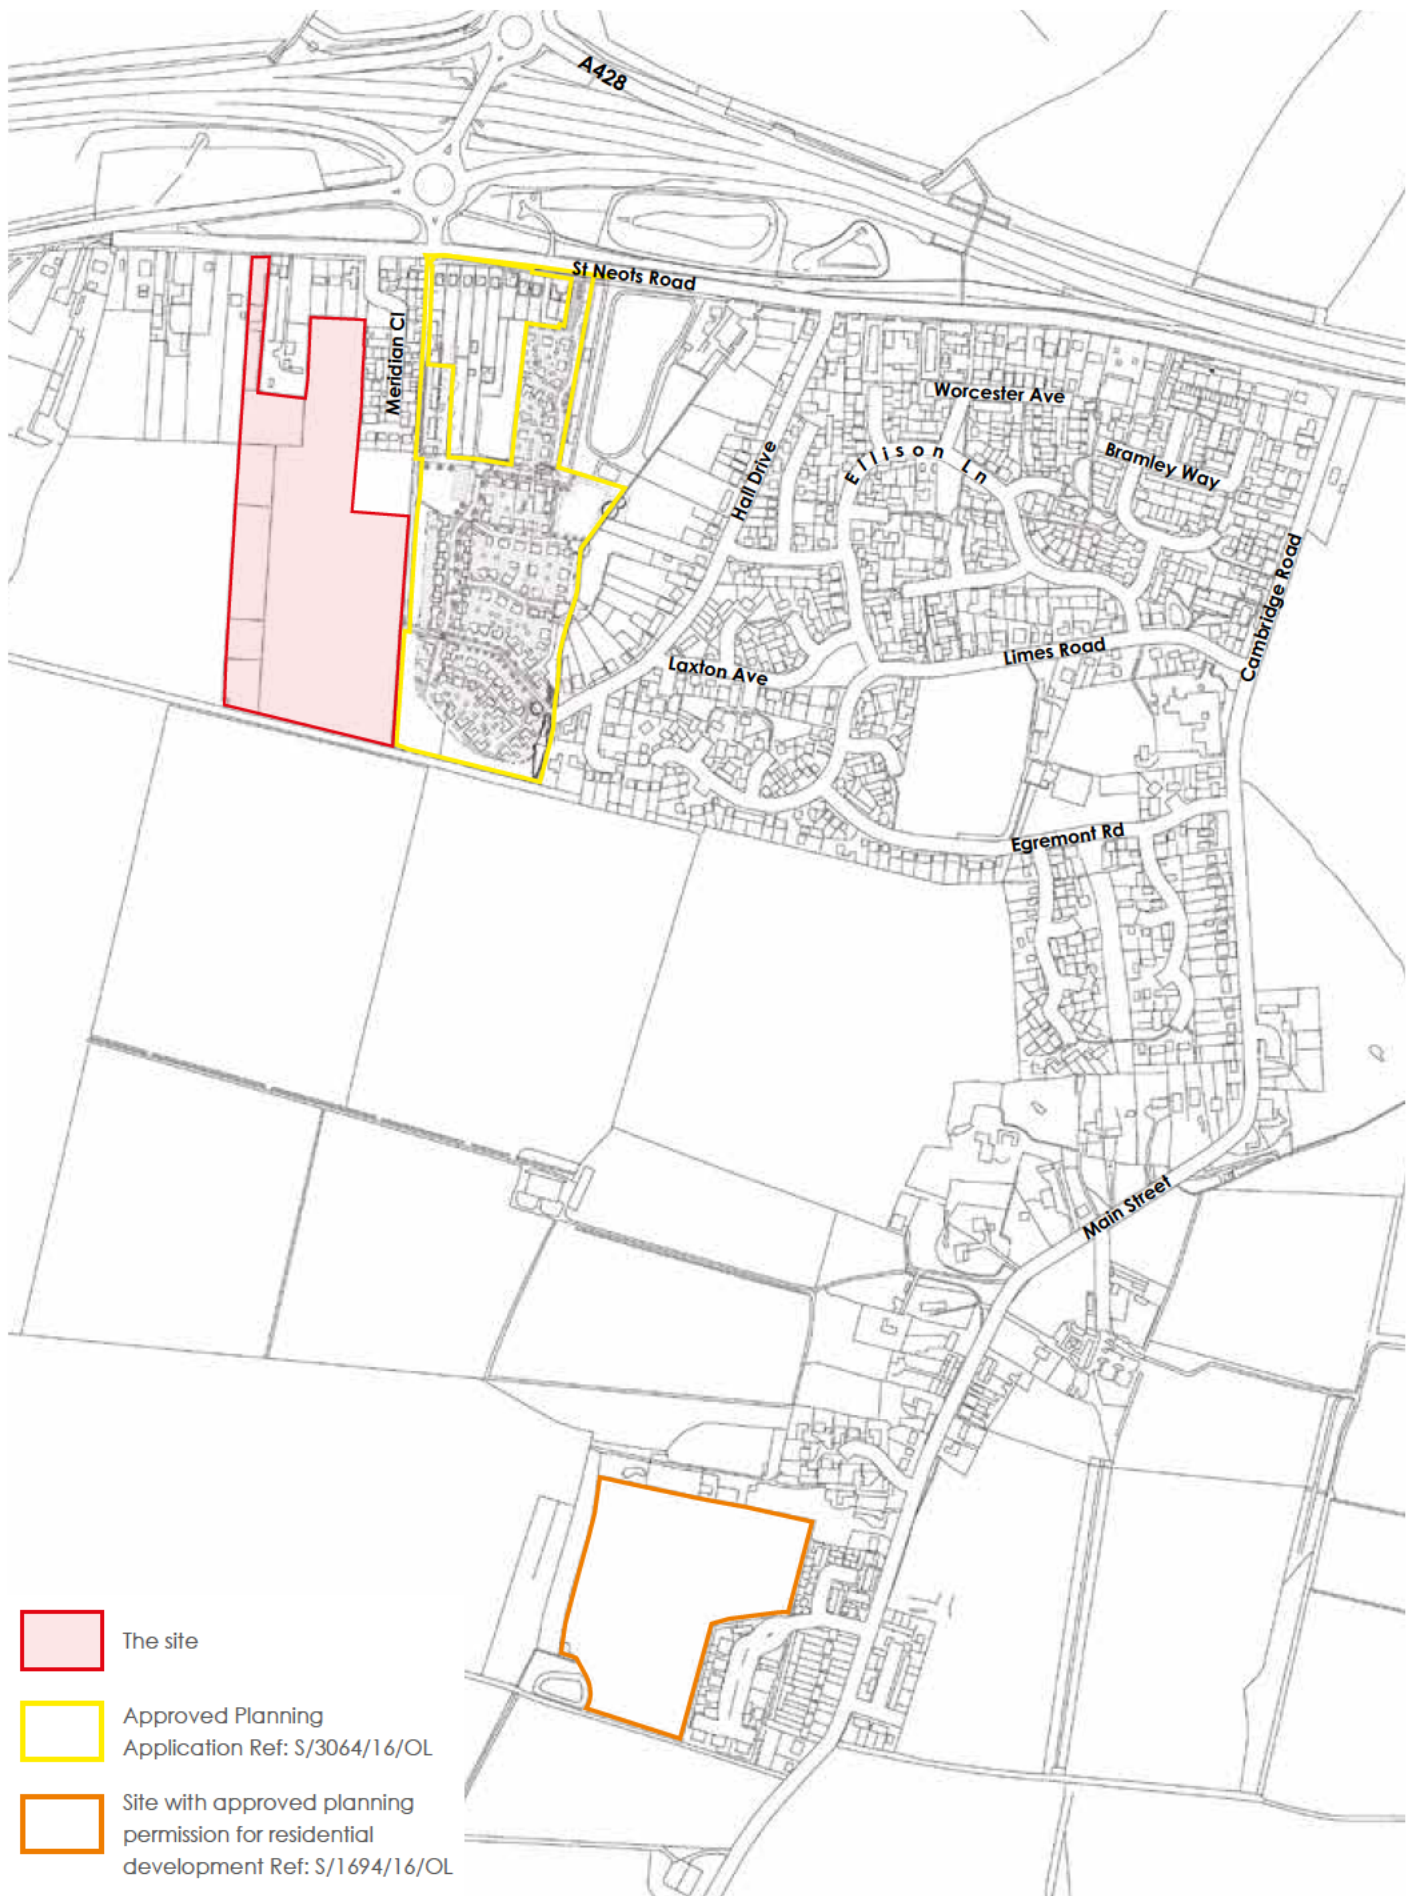 A428
St Neots Road
Meridian Cl
Worcester Ave
Hall Drive
Ellison Ln
Bramley Way
Cambridge Road
Limes Road
Laxton Ave
Egremont Rd
Main Street
The site
Approved Planning
Application Ref: S/3064/16/OL
Site with approved planning
permission for residential
development Ref: S/1694/16/OL